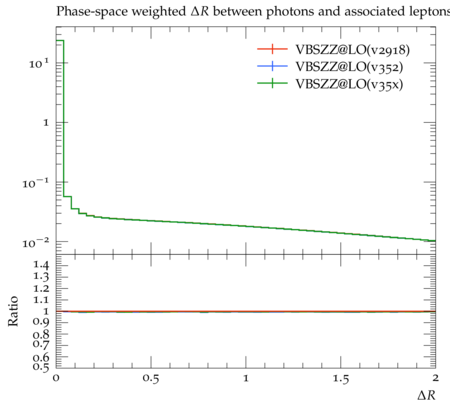 Phase-space weighted ΔR between photons and associated leptons
10¹
1
10⁻¹
10⁻²
VBSZZ@LO(v2918)
VBSZZ@LO(v352)
VBSZZ@LO(v35x)
Ratio
1.4
1.3
1.2
1.1
1
0.9
0.8
0.7
0.6
0.5
0 0.5 1 1.5 2
ΔR